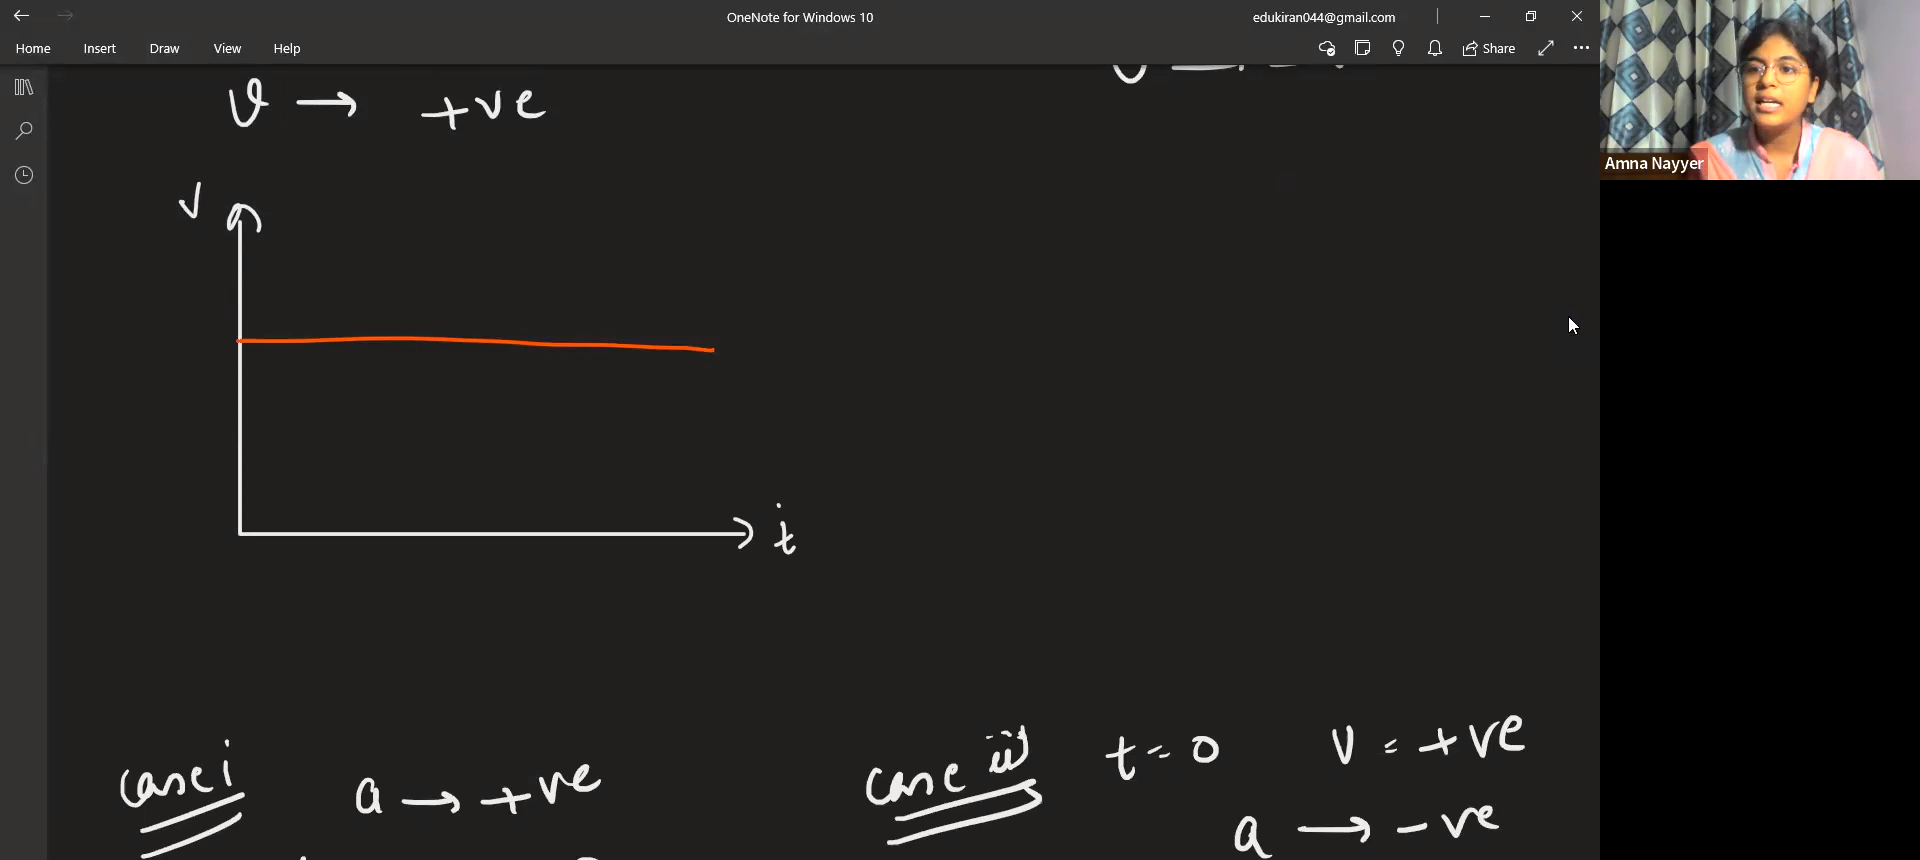 OneNote for Windows 10
edukiran044@gmail.com
Home Insert Draw View Help
Share
Amna Nayyer
v → +ve
v
t
case i
a → +ve
case iii t = 0 v = +ve
a → -ve